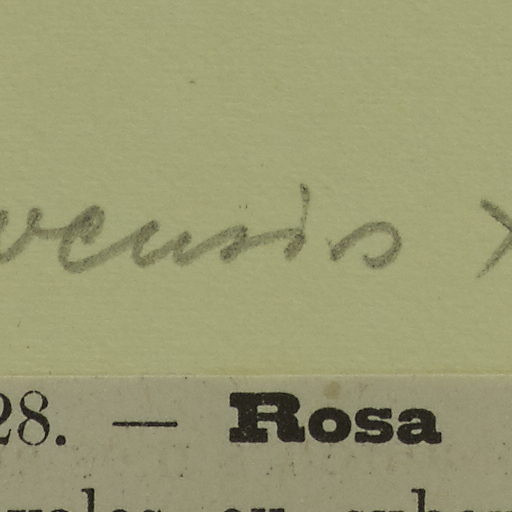 vensis ×
28. — Rosa